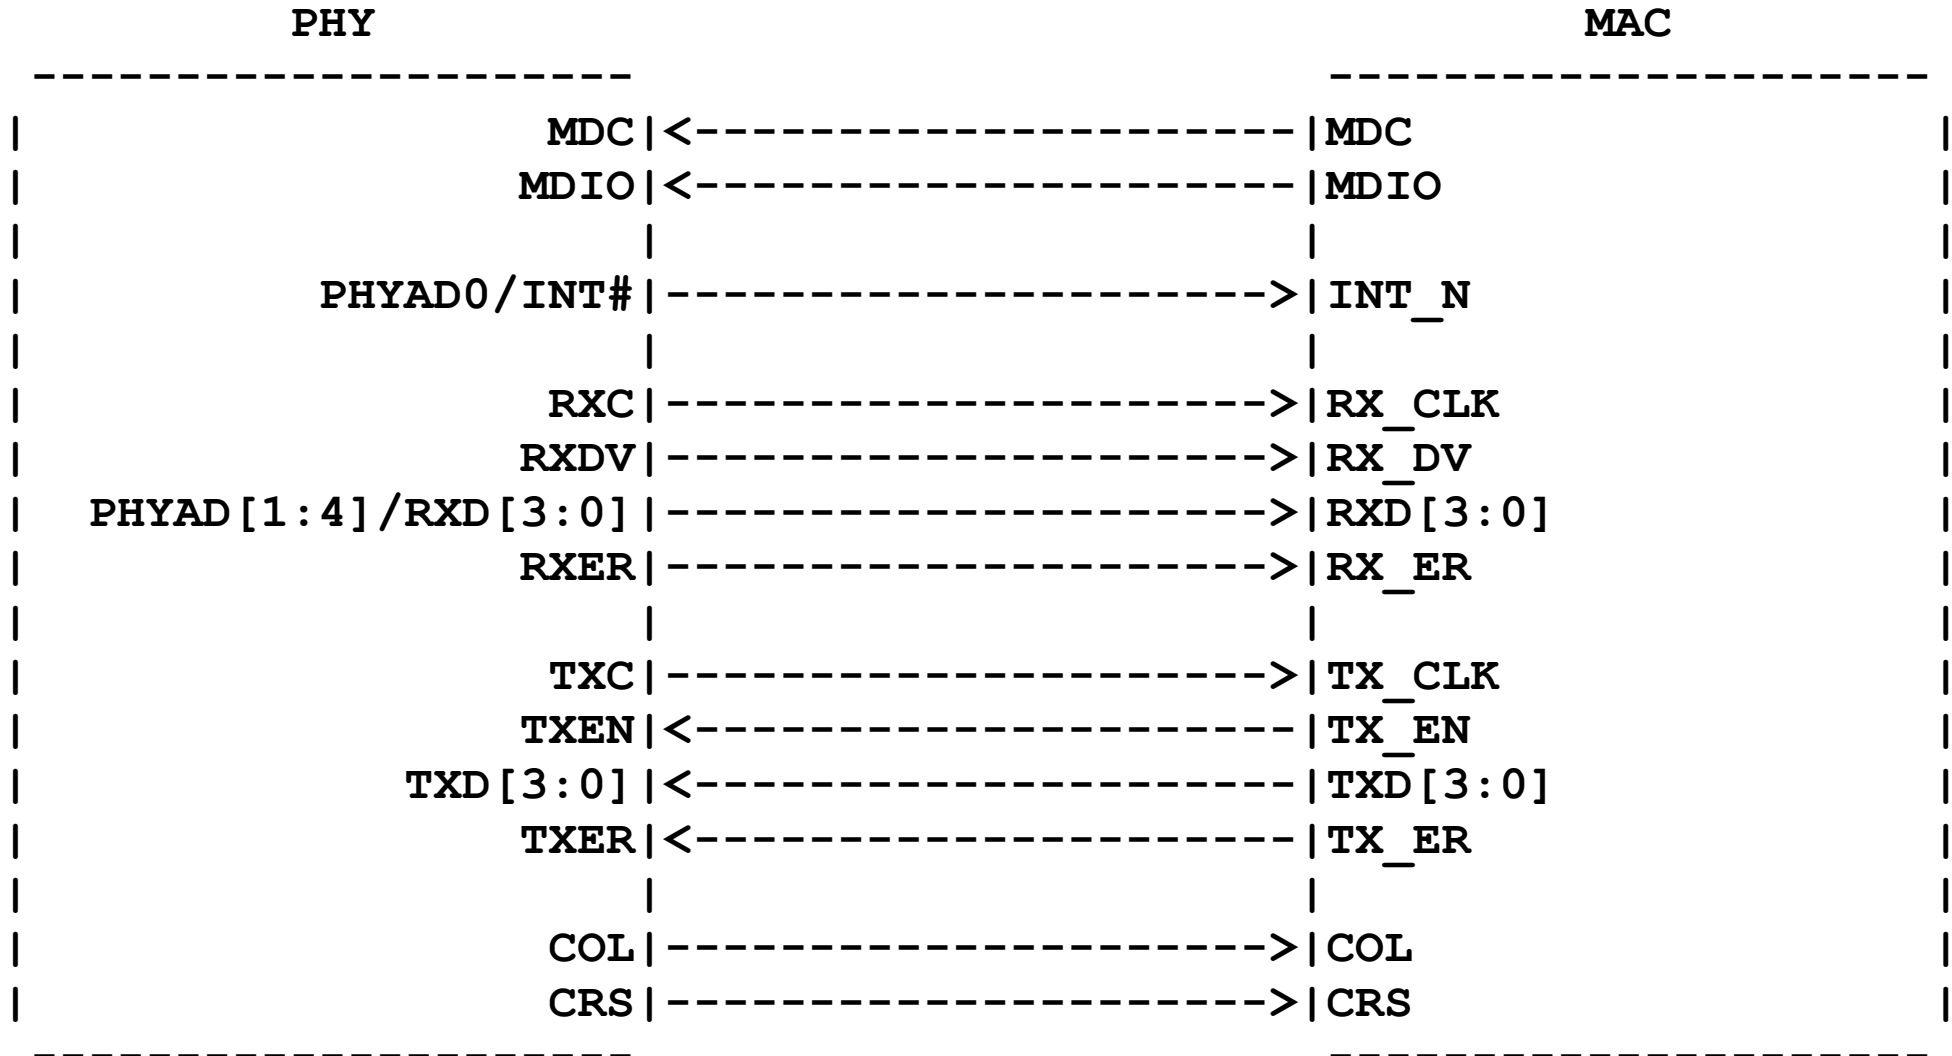 PHY MAC
--------------------- ---------------------
| MDC|<---------------------|MDC |
| MDIO|<---------------------|MDIO |
| | | |
| PHYAD0/INT#|--------------------->|INT_N |
| | | |
| RXC|--------------------->|RX_CLK |
| RXDV|--------------------->|RX_DV |
| PHYAD[1:4]/RXD[3:0]|--------------------->|RXD[3:0] |
| RXER|--------------------->|RX_ER |
| | | |
| TXC|--------------------->|TX_CLK |
| TXEN|<---------------------|TX_EN |
| TXD[3:0]|<---------------------|TXD[3:0] |
| TXER|<---------------------|TX_ER |
| | | |
| COL|--------------------->|COL |
| CRS|--------------------->|CRS |
--------------------- ---------------------